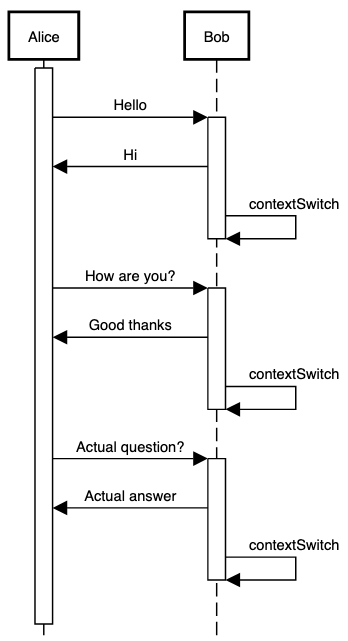 Alice
Bob
Hello
Hi
contextSwitch
How are you?
Good thanks
contextSwitch
Actual question?
Actual answer
contextSwitch